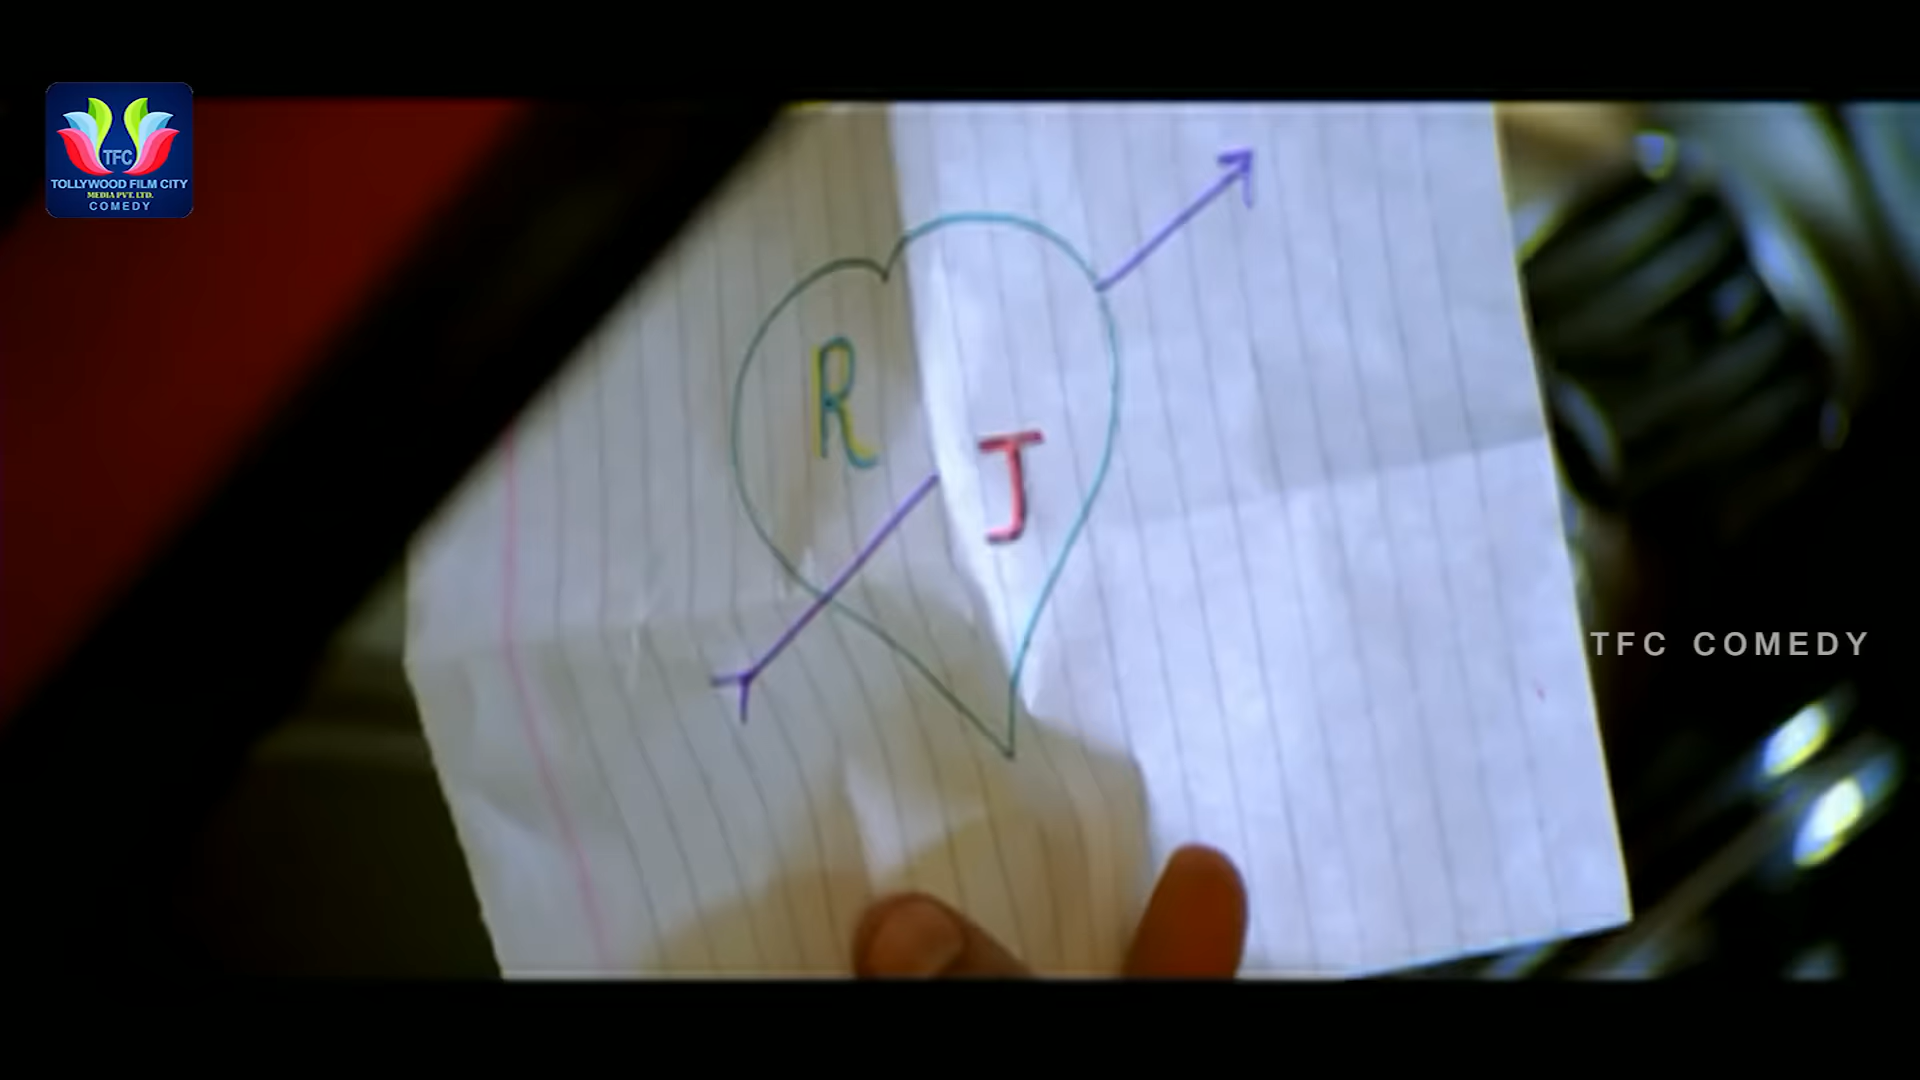 TFC
TOLLYWOOD FILM CITY
MEDIA PVT. LTD.
COMEDY
R
J
TFC COMEDY